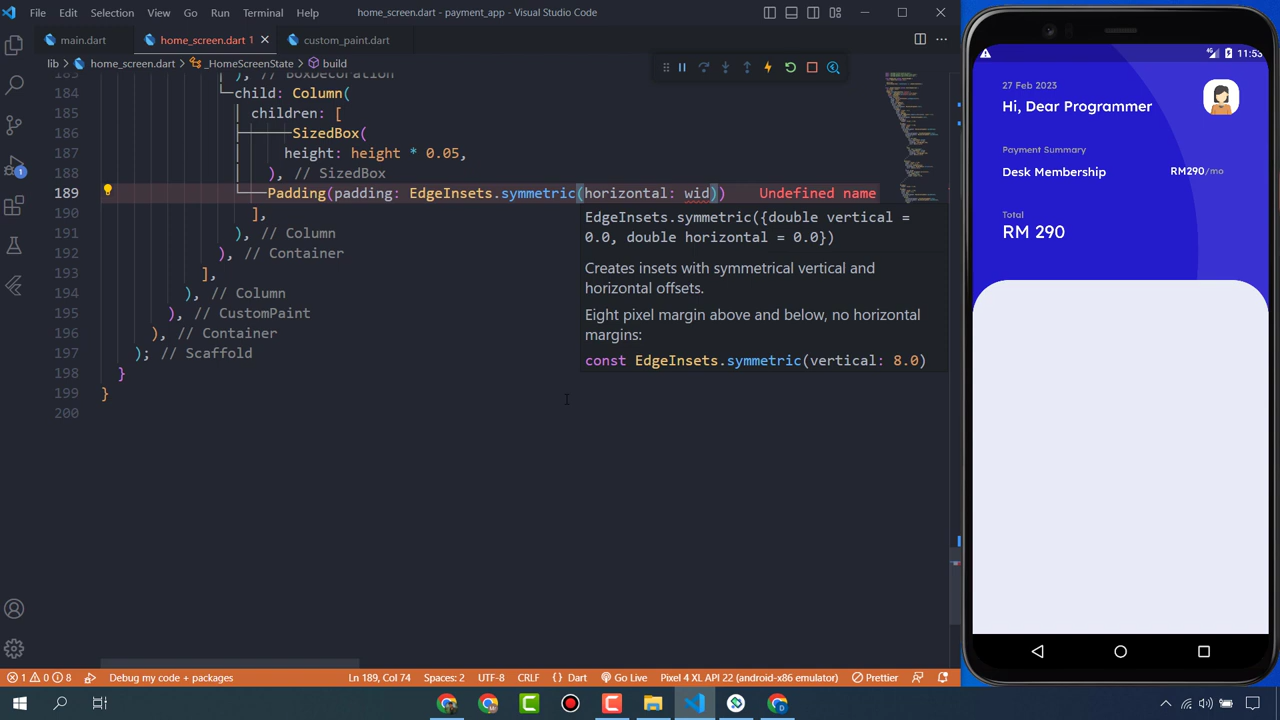 File Edit Selection View Go Run Terminal Help
home_screen.dart - payment_app - Visual Studio Code
main.dart
home_screen.dart 1
custom_paint.dart
lib > home_screen.dart > _HomeScreenState > build
), // BoxDecoration
184 child: Column(
185 children: [
186 SizedBox(
187 height: height * 0.05,
188 ), // SizedBox
189 Padding(padding: EdgeInsets.symmetric(horizontal: wid)) Undefined name
190 ],
191 ), // Column
192 ), // Container
193 ],
194 ), // Column
195 ), // CustomPaint
196 ), // Container
197 ); // Scaffold
198 }
199 }
200
EdgeInsets.symmetric({double vertical =
0.0, double horizontal = 0.0})
Creates insets with symmetrical vertical and
horizontal offsets.
Eight pixel margin above and below, no horizontal
margins:
const EdgeInsets.symmetric(vertical: 8.0)
1
1 0 8 Debug my code + packages
Ln 189, Col 74 Spaces: 2 UTF-8 CRLF {} Dart Go Live Pixel 4 XL API 22 (android-x86 emulator) Prettier
4G 11:53
27 Feb 2023
Hi, Dear Programmer
Payment Summary
Desk Membership RM290/mo
Total
RM 290